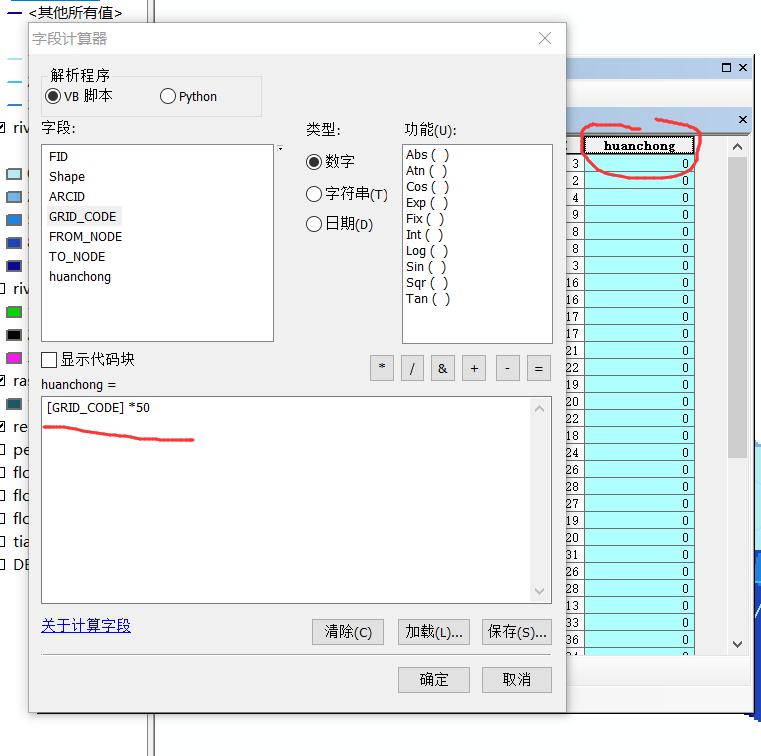 <其他所有值>
字段计算器
解析程序
VB 脚本
Python
字段:
FID
Shape
ARCID
GRID_CODE
FROM_NODE
TO_NODE
huanchong
类型:
数字
字符串(T)
日期(D)
功能(U):
Abs ( )
Atn ( )
Cos ( )
Exp ( )
Fix ( )
Int ( )
Log ( )
Sin ( )
Sqr ( )
Tan ( )
显示代码块
* / & + - =
huanchong =
[GRID_CODE] *50
关于计算字段
清除(C)
加载(L)...
保存(S)...
确定
取消
huanchong
3 0
2 0
4 0
9 0
8 0
8 0
3 0
16 0
16 0
17 0
17 0
21 0
22 0
19 0
20 0
22 0
18 0
24 0
26 0
28 0
27 0
19 0
20 0
31 0
26 0
28 0
13 0
33 0
36 0
riv
riv
ras
re
pe
flo
flo
flo
tia
DE